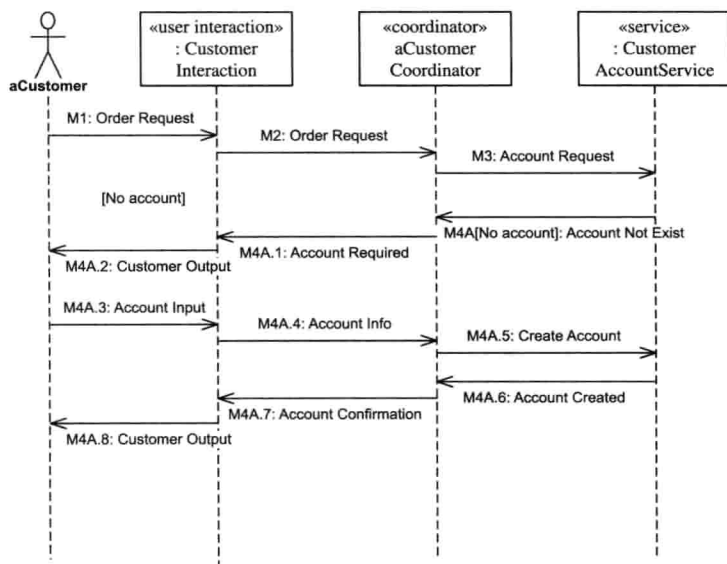 «user interaction»
: Customer
Interaction
«coordinator»
aCustomer
Coordinator
«service»
: Customer
AccountService
aCustomer
M1: Order Request
M2: Order Request
M3: Account Request
[No account]
M4A[No account]: Account Not Exist
M4A.1: Account Required
M4A.2: Customer Output
M4A.3: Account Input
M4A.4: Account Info
M4A.5: Create Account
M4A.6: Account Created
M4A.7: Account Confirmation
M4A.8: Customer Output